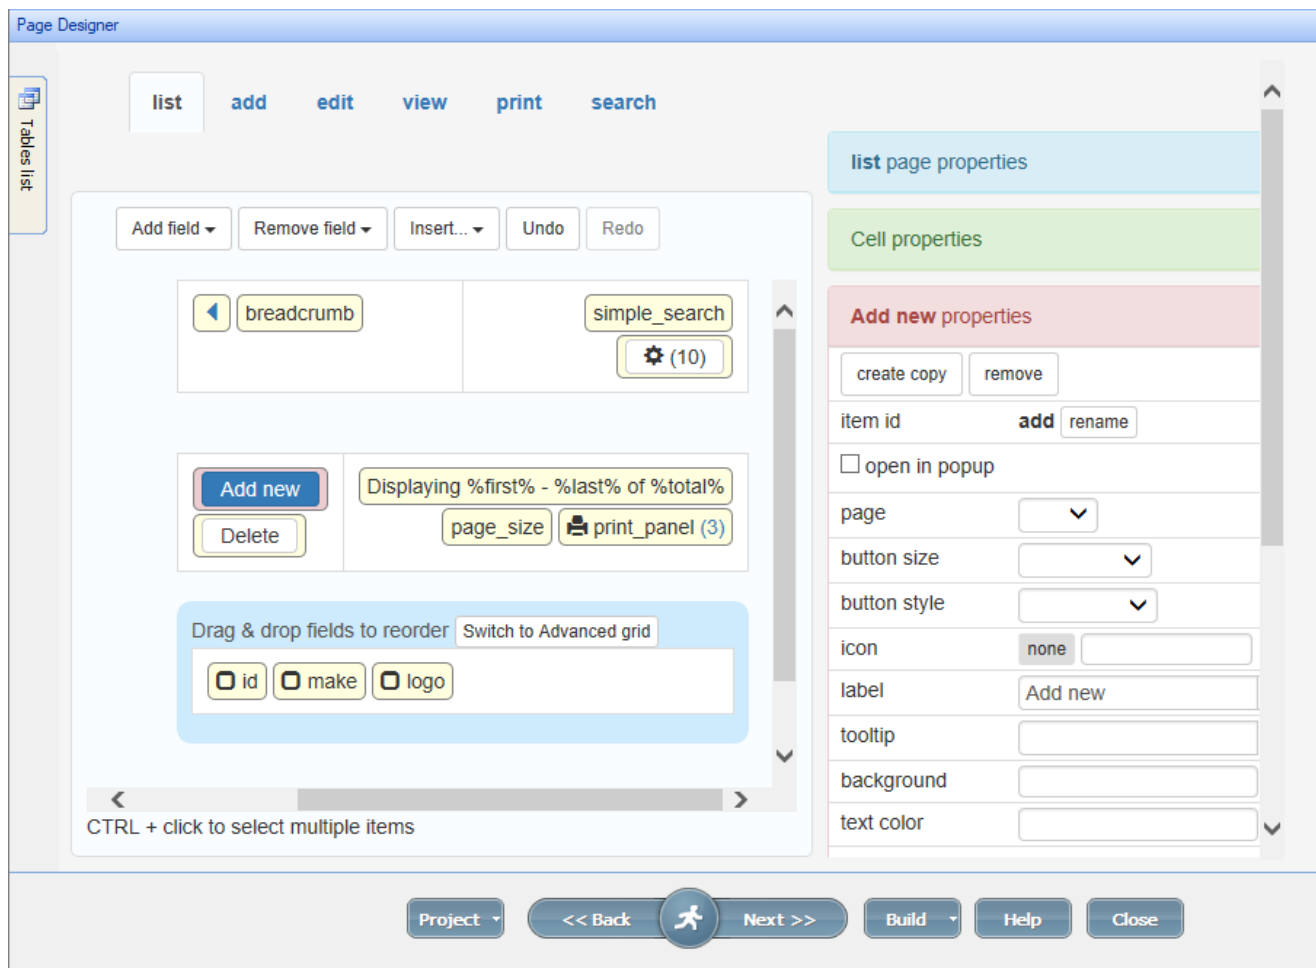 Page Designer
Tables list
list add edit view print search
Add field Remove field Insert... Undo Redo
breadcrumb
simple_search
(10)
Add new
Delete
Displaying %first% - %last% of %total%
page_size print_panel (3)
Drag & drop fields to reorder Switch to Advanced grid
id make logo
CTRL + click to select multiple items
list page properties
Cell properties
Add new properties
create copy remove
item id add rename
open in popup
page
button size
button style
icon none
label Add new
tooltip
background
text color
Project << Back Next >> Build Help Close